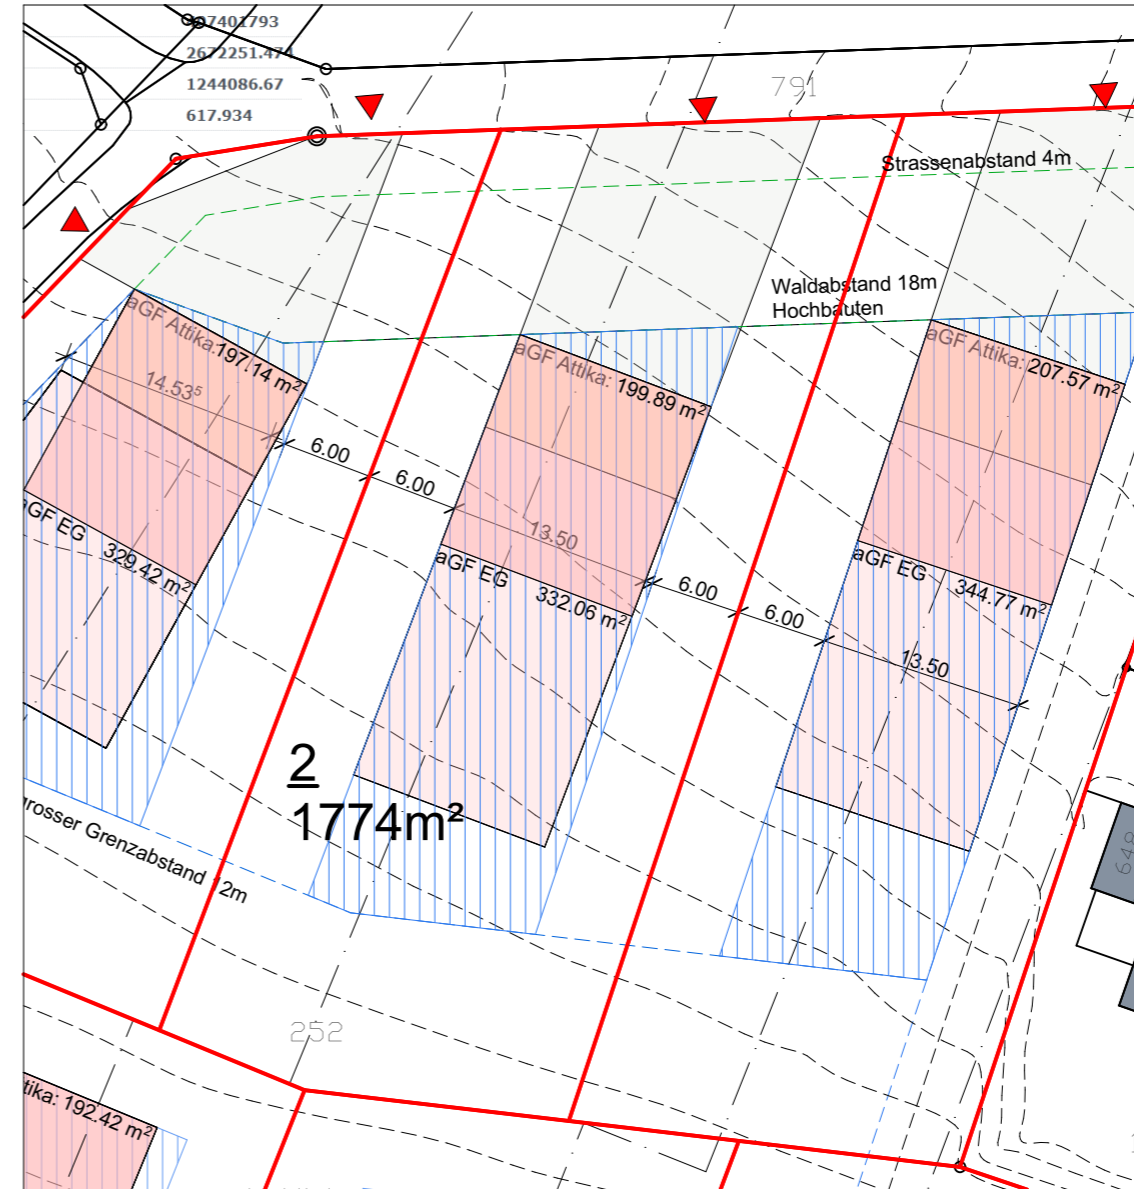 2672251.474
1244086.67
617.934
791
Strassenabstand 4m
Waldabstand 18m
Hochbauten
aGF Attika: 197.14 m²
14.53⁵
aGF Attika: 199.89 m²
aGF Attika: 207.57 m²
6.00
6.00
13.50
6.00
6.00
13.50
aGF EG 329.42 m²
aGF EG 332.06 m²
aGF EG 344.77 m²
2
1774m²
648
rosser Grenzabstand 12m
252
tika: 192.42 m²